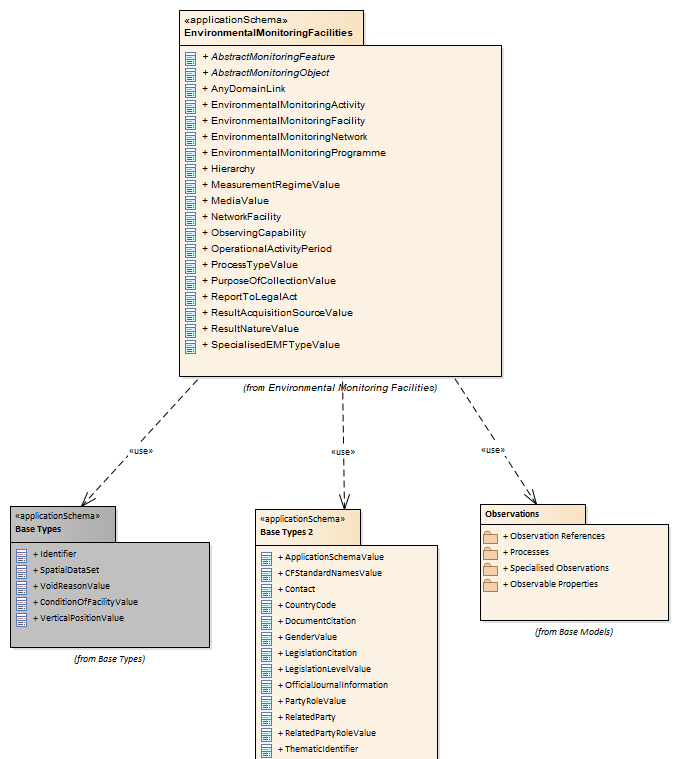 «applicationSchema»
EnvironmentalMonitoringFacilities
+ AbstractMonitoringFeature
+ AbstractMonitoringObject
+ AnyDomainLink
+ EnvironmentalMonitoringActivity
+ EnvironmentalMonitoringFacility
+ EnvironmentalMonitoringNetwork
+ EnvironmentalMonitoringProgramme
+ Hierarchy
+ MeasurementRegimeValue
+ MediaValue
+ NetworkFacility
+ ObservingCapability
+ OperationalActivityPeriod
+ ProcessTypeValue
+ PurposeOfCollectionValue
+ ReportToLegalAct
+ ResultAcquisitionSourceValue
+ ResultNatureValue
+ SpecialisedEMFTypeValue
(from Environmental Monitoring Facilities)
«use»
«use»
«use»
«applicationSchema»
Base Types
+ Identifier
+ SpatialDataSet
+ VoidReasonValue
+ ConditionOfFacilityValue
+ VerticalPositionValue
(from Base Types)
«applicationSchema»
Base Types 2
+ ApplicationSchemaValue
+ CFStandardNamesValue
+ Contact
+ CountryCode
+ DocumentCitation
+ GenderValue
+ LegislationCitation
+ LegislationLevelValue
+ OfficialJournalInformation
+ PartyRoleValue
+ RelatedParty
+ RelatedPartyRoleValue
+ ThematicIdentifier
Observations
+ Observation References
+ Processes
+ Specialised Observations
+ Observable Properties
(from Base Models)